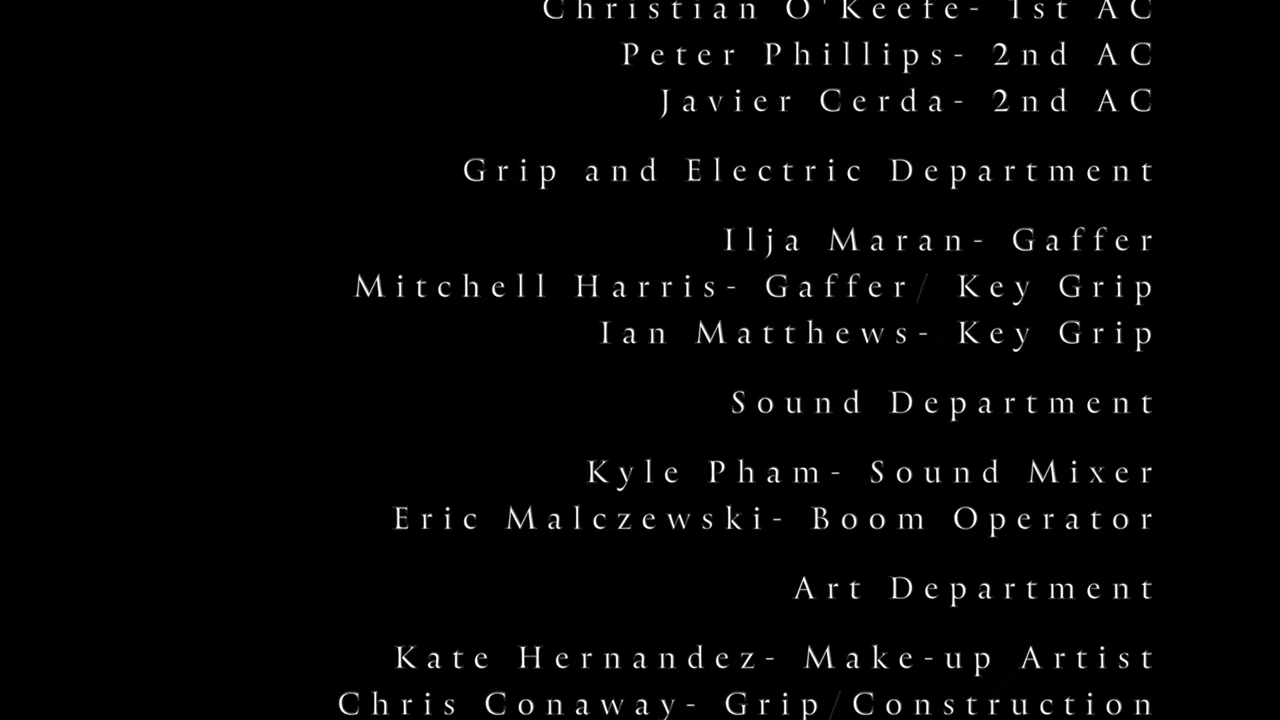 Christian O'Keefe- 1st AC
Peter Phillips- 2nd AC
Javier Cerda- 2nd AC
Grip and Electric Department
Ilja Maran- Gaffer
Mitchell Harris- Gaffer/ Key Grip
Ian Matthews- Key Grip
Sound Department
Kyle Pham- Sound Mixer
Eric Malczewski- Boom Operator
Art Department
Kate Hernandez- Make-up Artist
Chris Conaway- Grip/Construction